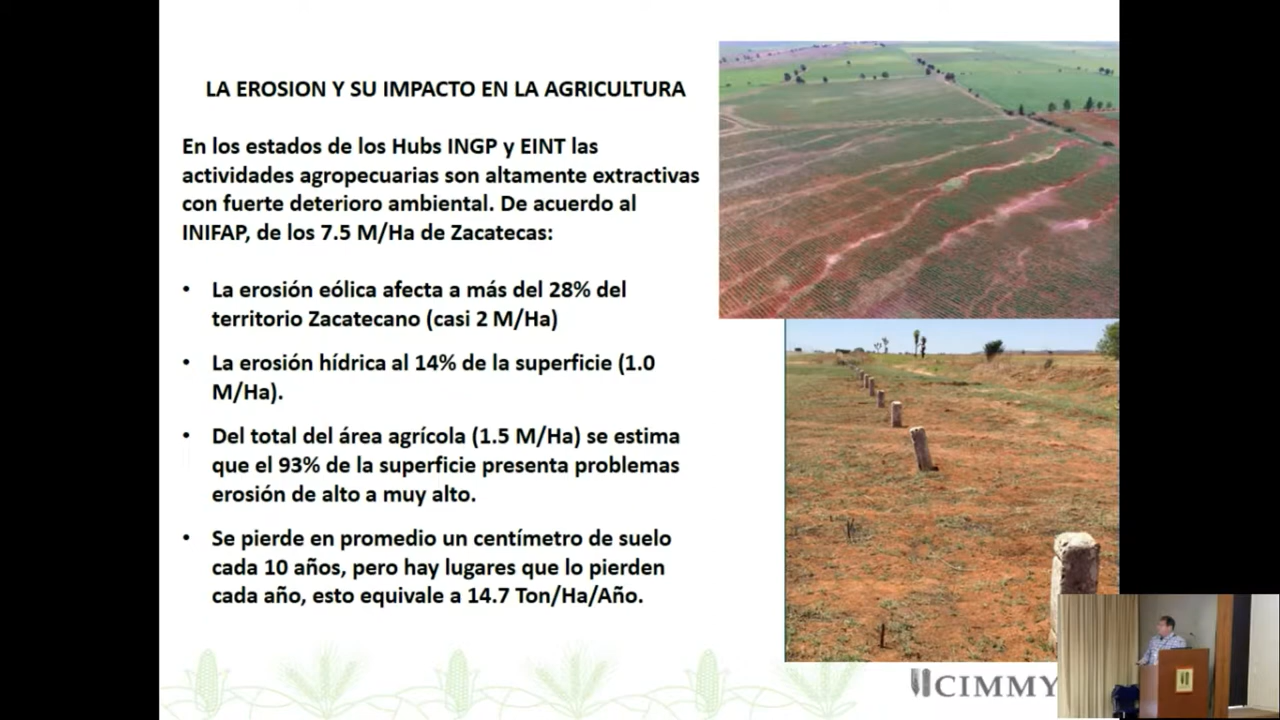 LA EROSION Y SU IMPACTO EN LA AGRICULTURA
En los estados de los Hubs INGP y EINT las
actividades agropecuarias son altamente extractivas
con fuerte deterioro ambiental. De acuerdo al
INIFAP, de los 7.5 M/Ha de Zacatecas:
• La erosión eólica afecta a más del 28% del
territorio Zacatecano (casi 2 M/Ha)
• La erosión hídrica al 14% de la superficie (1.0
M/Ha).
• Del total del área agrícola (1.5 M/Ha) se estima
que el 93% de la superficie presenta problemas
erosión de alto a muy alto.
• Se pierde en promedio un centímetro de suelo
cada 10 años, pero hay lugares que lo pierden
cada año, esto equivale a 14.7 Ton/Ha/Año.
CIMMY